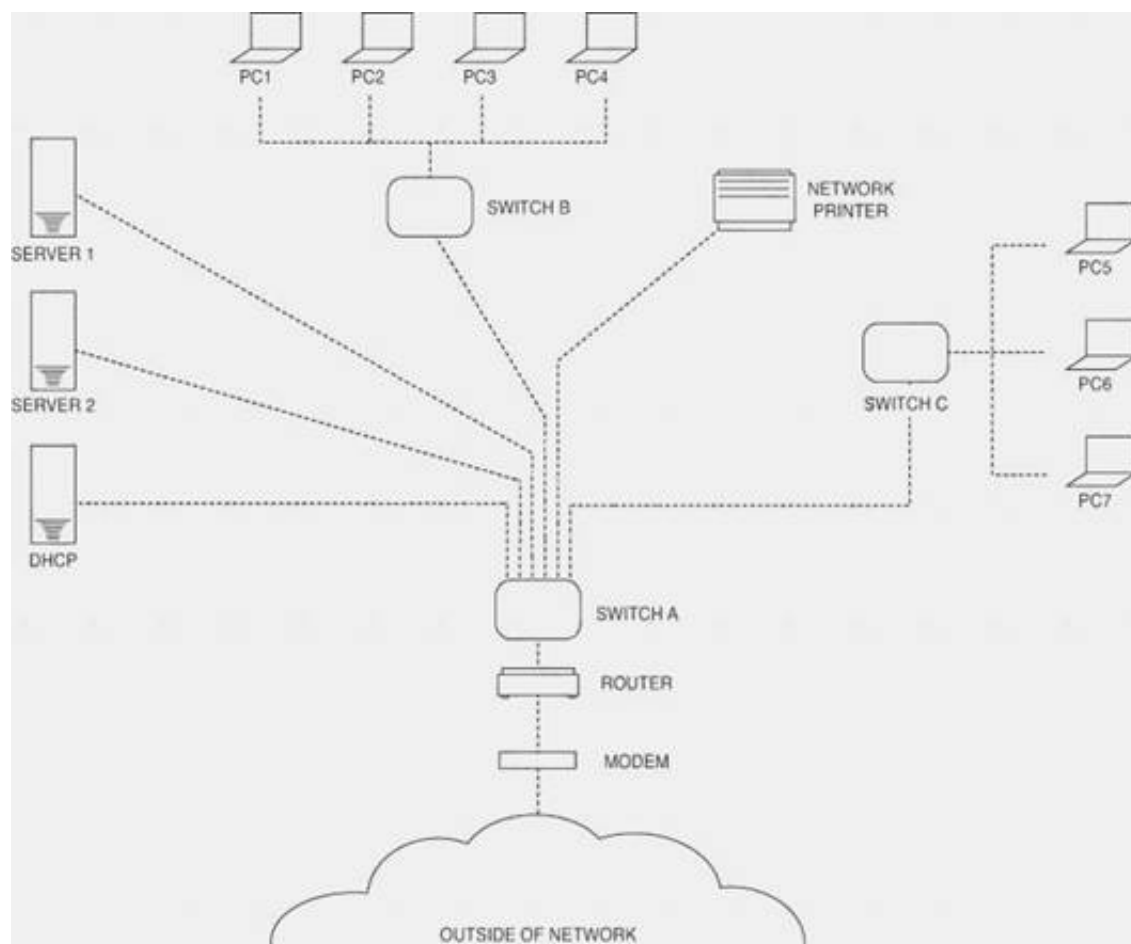 PC1
PC2
PC3
PC4
SWITCH B
NETWORK
PRINTER
SERVER 1
PC5
SERVER 2
PC6
SWITCH C
PC7
DHCP
SWITCH A
ROUTER
MODEM
OUTSIDE OF NETWORK